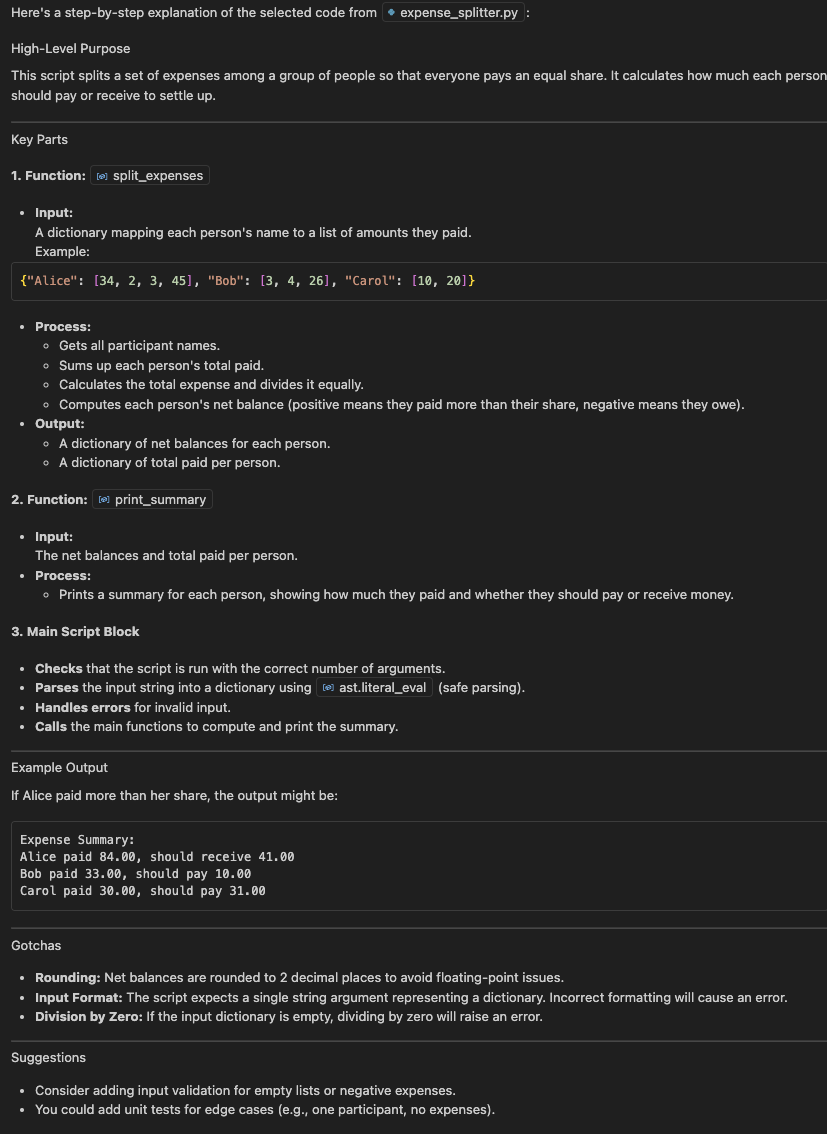 Here's a step-by-step explanation of the selected code from expense_splitter.py :
High-Level Purpose
This script splits a set of expenses among a group of people so that everyone pays an equal share. It calculates how much each person
should pay or receive to settle up.
Key Parts
1. Function: split_expenses
• Input:
A dictionary mapping each person's name to a list of amounts they paid.
Example:
{"Alice": [34, 2, 3, 45], "Bob": [3, 4, 26], "Carol": [10, 20]}
• Process:
◦ Gets all participant names.
◦ Sums up each person's total paid.
◦ Calculates the total expense and divides it equally.
◦ Computes each person's net balance (positive means they paid more than their share, negative means they owe).
• Output:
◦ A dictionary of net balances for each person.
◦ A dictionary of total paid per person.
2. Function: print_summary
• Input:
The net balances and total paid per person.
• Process:
◦ Prints a summary for each person, showing how much they paid and whether they should pay or receive money.
3. Main Script Block
• Checks that the script is run with the correct number of arguments.
• Parses the input string into a dictionary using ast.literal_eval (safe parsing).
• Handles errors for invalid input.
• Calls the main functions to compute and print the summary.
Example Output
If Alice paid more than her share, the output might be:
Expense Summary:
Alice paid 84.00, should receive 41.00
Bob paid 33.00, should pay 10.00
Carol paid 30.00, should pay 31.00
Gotchas
• Rounding: Net balances are rounded to 2 decimal places to avoid floating-point issues.
• Input Format: The script expects a single string argument representing a dictionary. Incorrect formatting will cause an error.
• Division by Zero: If the input dictionary is empty, dividing by zero will raise an error.
Suggestions
• Consider adding input validation for empty lists or negative expenses.
• You could add unit tests for edge cases (e.g., one participant, no expenses).